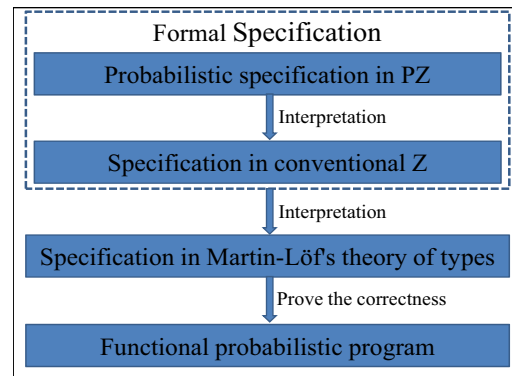 Formal Specification
Probabilistic specification in PZ
Interpretation
Specification in conventional Z
Interpretation
Specification in Martin-Löf's theory of types
Prove the correctness
Functional probabilistic program